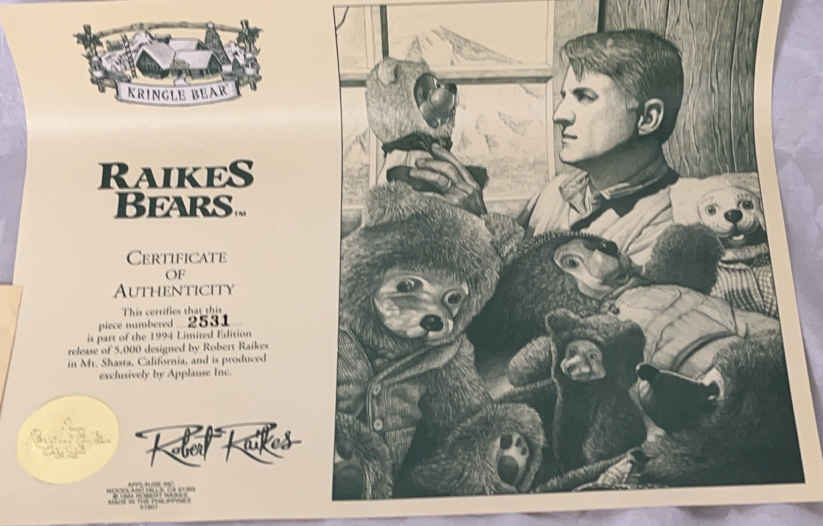 KRINGLE BEAR
RAIKES
BEARS™
CERTIFICATE
OF
AUTHENTICITY
This certifies that this
piece numbered 2531
is part of the 1994 Limited Edition
release of 5,000 designed by Robert Raikes
in Mt. Shasta, California, and is produced
exclusively by Applause Inc.
Robert Raikes
APPLAUSE INC.
WOODLAND HILLS, CA
© 1994 ROBERT RAIKES
MADE IN THE PHILIPPINES